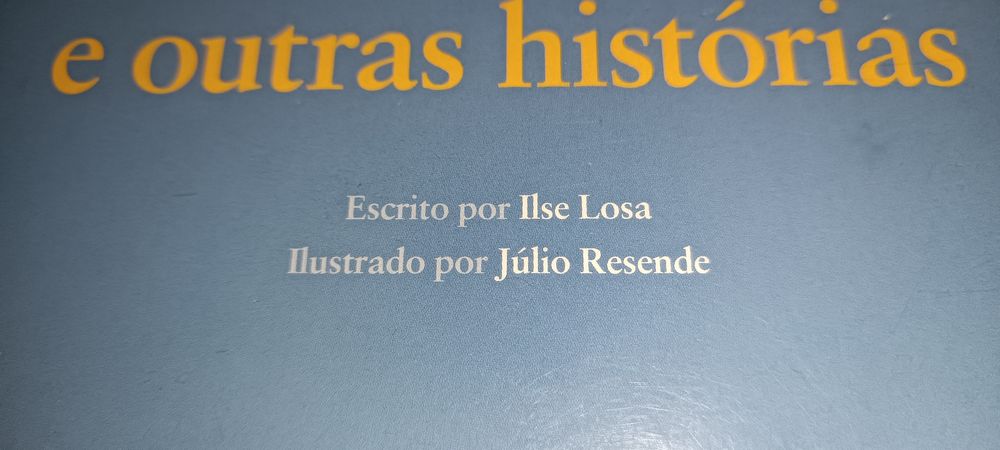 e outras histórias
Escrito por Ilse Losa
Ilustrado por Júlio Resende